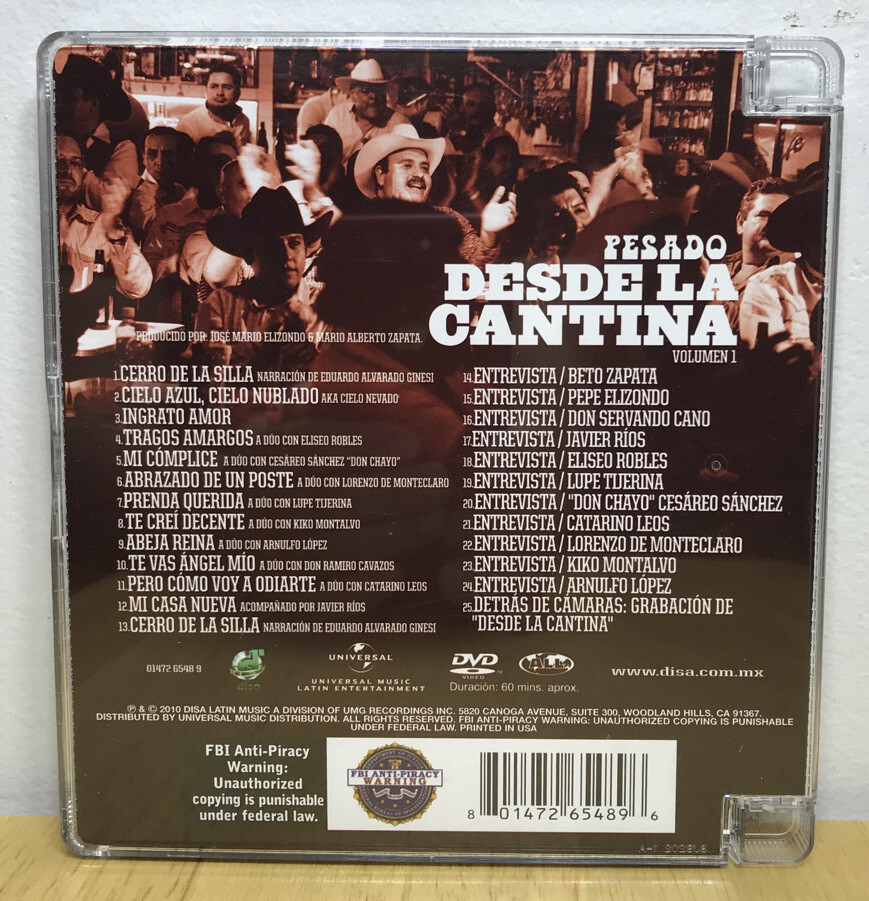 PESADO
DESDE LA
CANTINA
VOLUMEN 1
PRODUCIDO POR: JOSÉ MARIO ELIZONDO & MARIO ALBERTO ZAPATA.
1.CERRO DE LA SILLA NARRACIÓN DE EDUARDO ALVARADO GINESI
2.CIELO AZUL, CIELO NUBLADO AKA CIELO NEVADO
3.INGRATO AMOR
4.TRAGOS AMARGOS A DÚO CON ELISEO ROBLES
5.MI CÓMPLICE A DÚO CON CESÁREO SÁNCHEZ "DON CHAYO"
6.ABRAZADO DE UN POSTE A DÚO CON LORENZO DE MONTECLARO
7.PRENDA QUERIDA A DÚO CON LUPE TIJERINA
8.TE CREÍ DECENTE A DÚO CON KIKO MONTALVO
9.ABEJA REINA A DÚO CON ARNULFO LÓPEZ
10.TE VAS ÁNGEL MÍO A DÚO CON DON RAMIRO CAVAZOS
11.PERO CÓMO VOY A ODIARTE A DÚO CON CATARINO LEOS
12.MI CASA NUEVA ACOMPAÑADO POR JAVIER RÍOS
13.CERRO DE LA SILLA NARRACIÓN DE EDUARDO ALVARADO GINESI
14.ENTREVISTA / BETO ZAPATA
15.ENTREVISTA / PEPE ELIZONDO
16.ENTREVISTA / DON SERVANDO CANO
17.ENTREVISTA / JAVIER RÍOS
18.ENTREVISTA / ELISEO ROBLES
19.ENTREVISTA / LUPE TIJERINA
20.ENTREVISTA / "DON CHAYO" CESÁREO SÁNCHEZ
21.ENTREVISTA / CATARINO LEOS
22.ENTREVISTA / LORENZO DE MONTECLARO
23.ENTREVISTA / KIKO MONTALVO
24.ENTREVISTA / ARNULFO LÓPEZ
25.DETRÁS DE CÁMARAS: GRABACIÓN DE
"DESDE LA CANTINA"
01472 6548 9
disa
UNIVERSAL
UNIVERSAL MUSIC
LATIN ENTERTAINMENT
DVD
VIDEO
ALL
Duración: 60 mins. aprox.
www.disa.com.mx
℗ & © 2010 DISA LATIN MUSIC A DIVISION OF UMG RECORDINGS INC. 5820 CANOGA AVENUE, SUITE 300, WOODLAND HILLS, CA 91367.
DISTRIBUTED BY UNIVERSAL MUSIC DISTRIBUTION. ALL RIGHTS RESERVED. FBI ANTI-PIRACY WARNING: UNAUTHORIZED COPYING IS PUNISHABLE
UNDER FEDERAL LAW. PRINTED IN USA
FBI Anti-Piracy
Warning:
Unauthorized
copying is punishable
under federal law.
FBI ANTI-PIRACY
WARNING
8 01472 65489 6